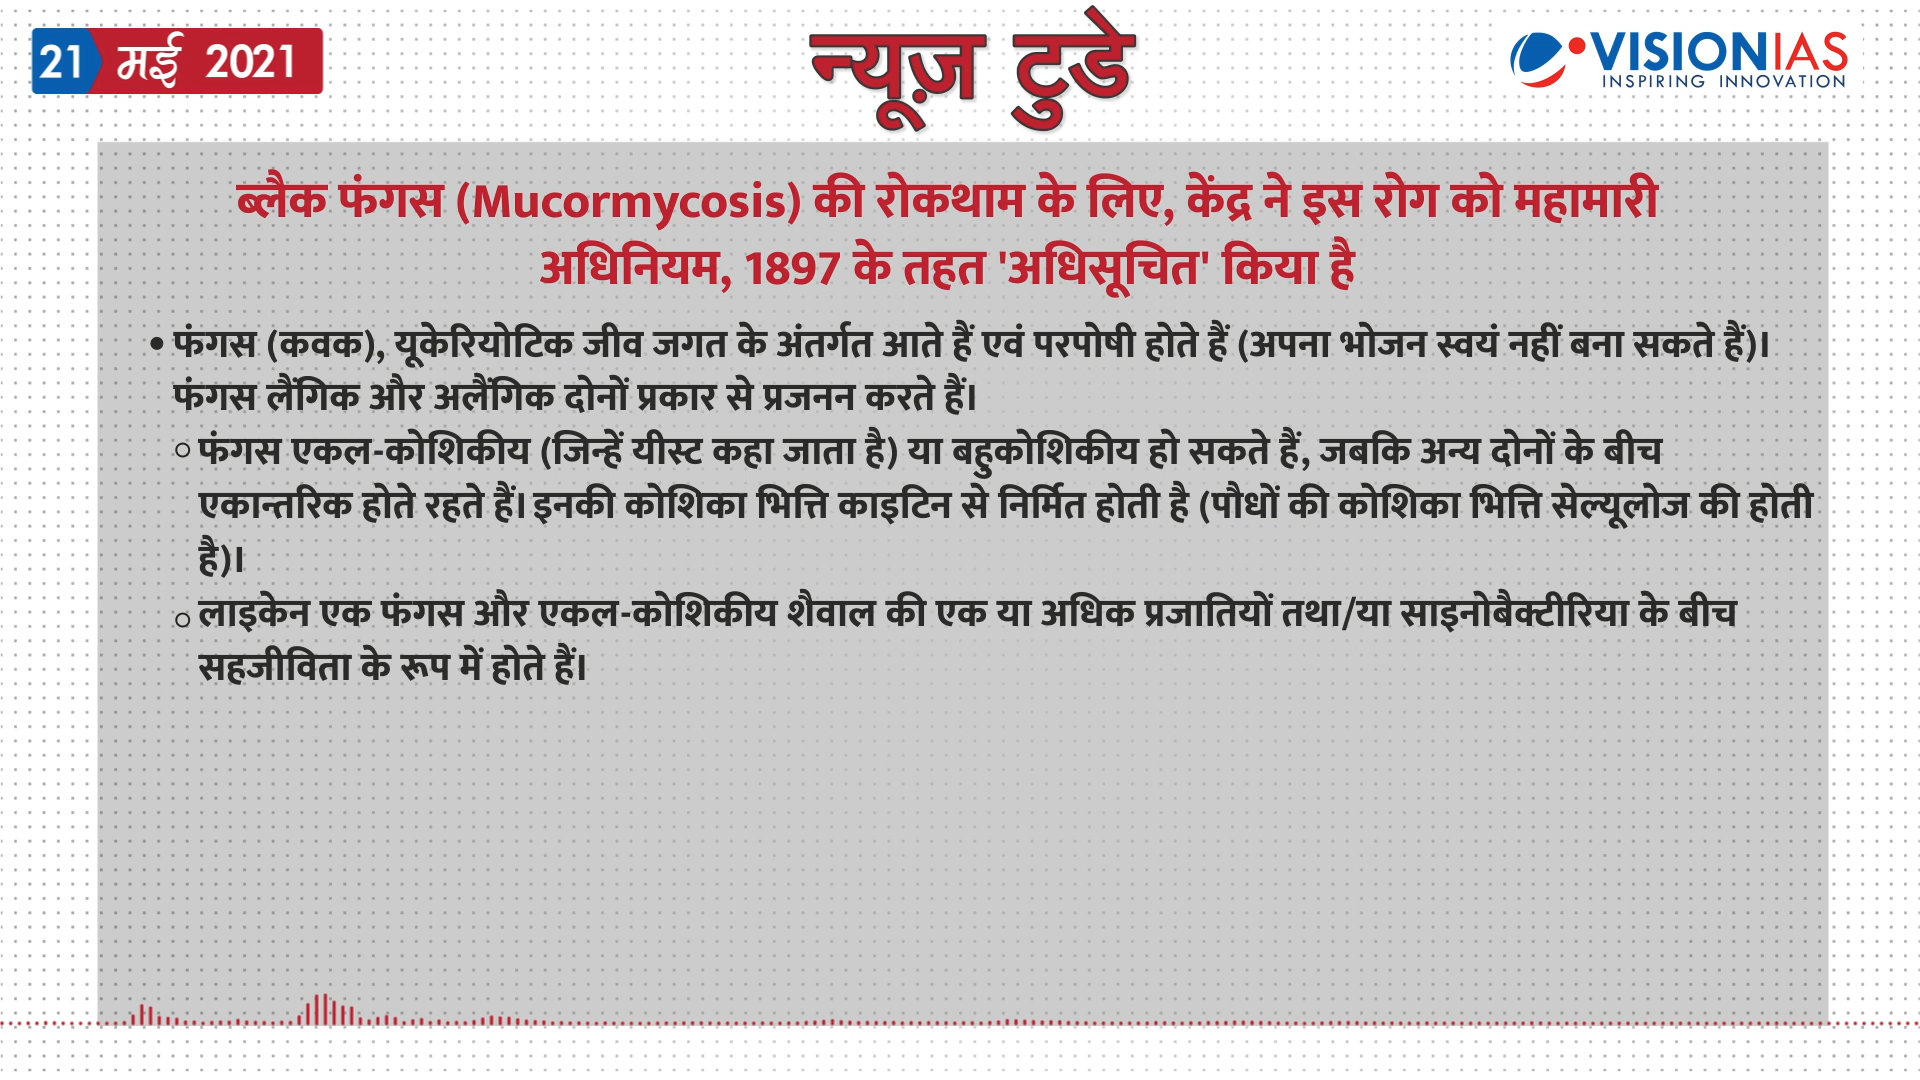 21 मई 2021
न्यूज़ टुडे
VISIONIAS
INSPIRING INNOVATION
ब्लैक फंगस (Mucormycosis) की रोकथाम के लिए, केंद्र ने इस रोग को महामारी
अधिनियम, 1897 के तहत 'अधिसूचित' किया है
• फंगस (कवक), यूकेरियोटिक जीव जगत के अंतर्गत आते हैं एवं परपोषी होते हैं (अपना भोजन स्वयं नहीं बना सकते हैं)।
फंगस लैंगिक और अलैंगिक दोनों प्रकार से प्रजनन करते हैं।
○ फंगस एकल-कोशिकीय (जिन्हें यीस्ट कहा जाता है) या बहुकोशिकीय हो सकते हैं, जबकि अन्य दोनों के बीच
एकान्तरिक होते रहते हैं। इनकी कोशिका भित्ति काइटिन से निर्मित होती है (पौधों की कोशिका भित्ति सेल्यूलोज की होती
है)।
○ लाइकेन एक फंगस और एकल-कोशिकीय शैवाल की एक या अधिक प्रजातियों तथा/या साइनोबैक्टीरिया के बीच
सहजीविता के रूप में होते हैं।